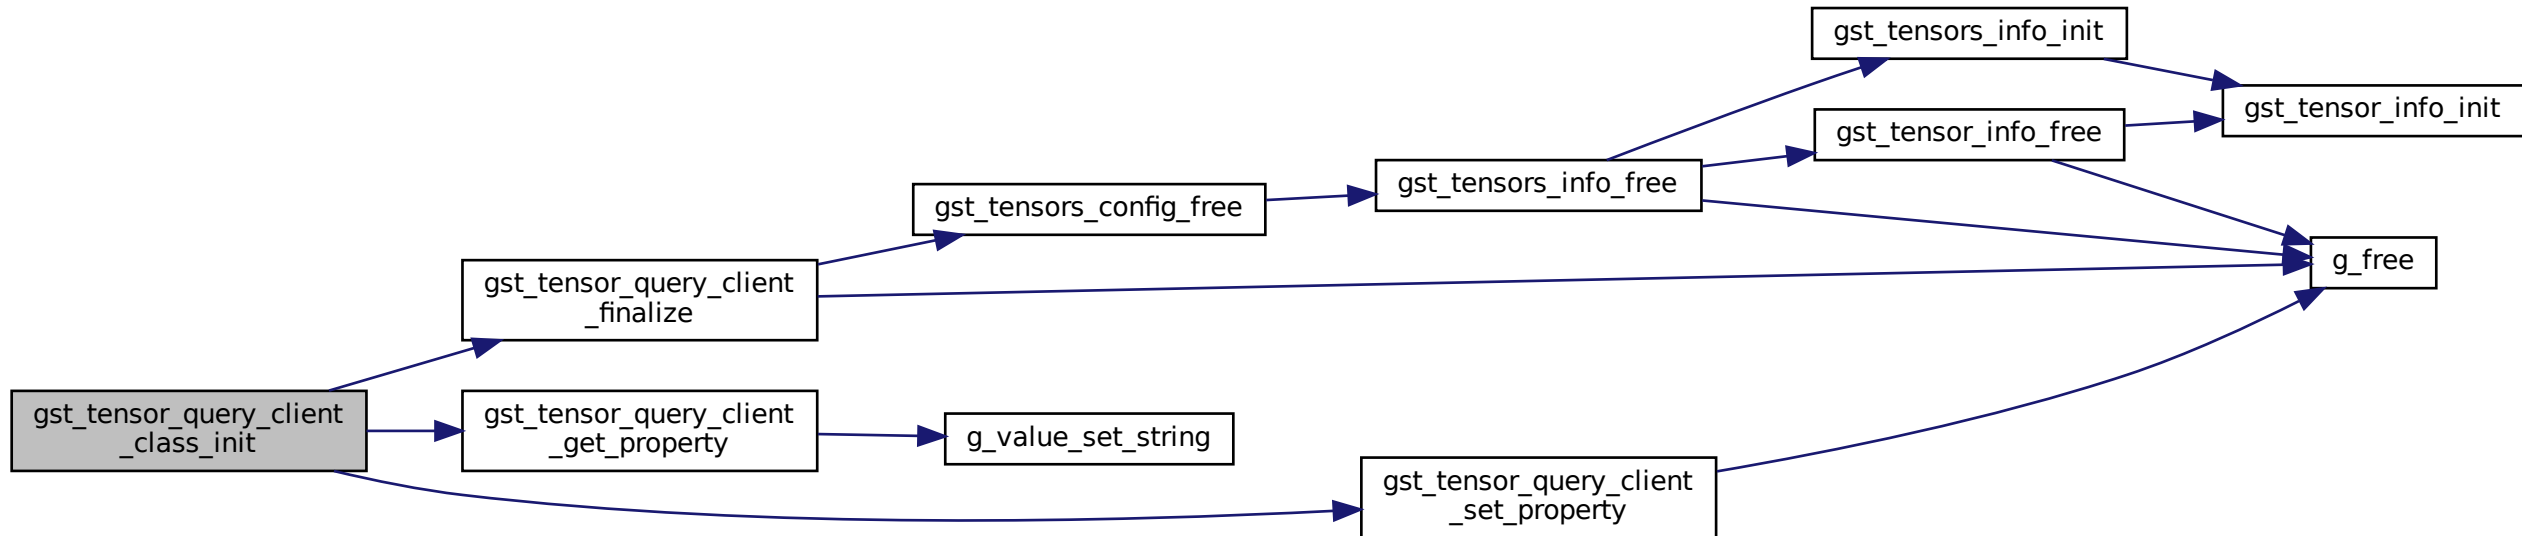 gst_tensors_info_init
gst_tensor_info_init
gst_tensor_info_free
gst_tensors_info_free
gst_tensors_config_free
g_free
gst_tensor_query_client
_finalize
gst_tensor_query_client
_class_init
gst_tensor_query_client
_get_property
g_value_set_string
gst_tensor_query_client
_set_property